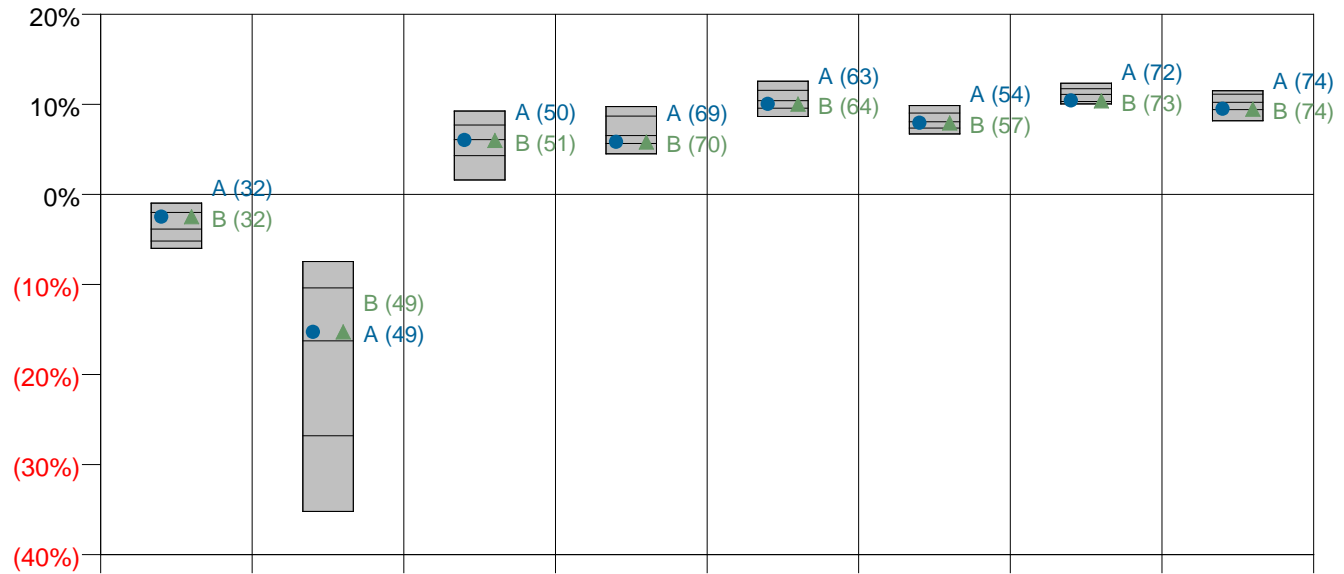 20%
10%
0%
(10%)
(20%)
(30%)
(40%)
A (32)
B (32)
B (49)
A (49)
A (50)
B (51)
A (69)
B (70)
A (63)
B (64)
A (54)
B (57)
A (72)
B (73)
A (74)
B (74)